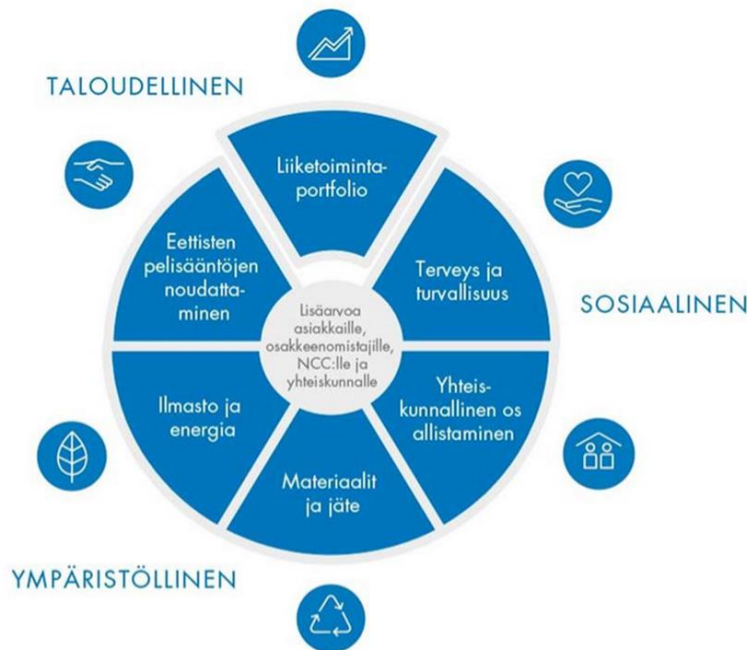 TALOUDELLINEN
Liiketoiminta-
portfolio
Eettisten
pelisääntöjen
noudatta-
minen
Terveys ja
turvallisuus
SOSIAALINEN
Lisäarvoa
asiakkaille,
osakkeenomistajille,
NCC:lle ja
yhteiskunnalle
Ilmasto ja
energia
Yhteis-
kunnallinen os
allistaminen
Materiaalit
ja jäte
YMPÄRISTÖLLINEN